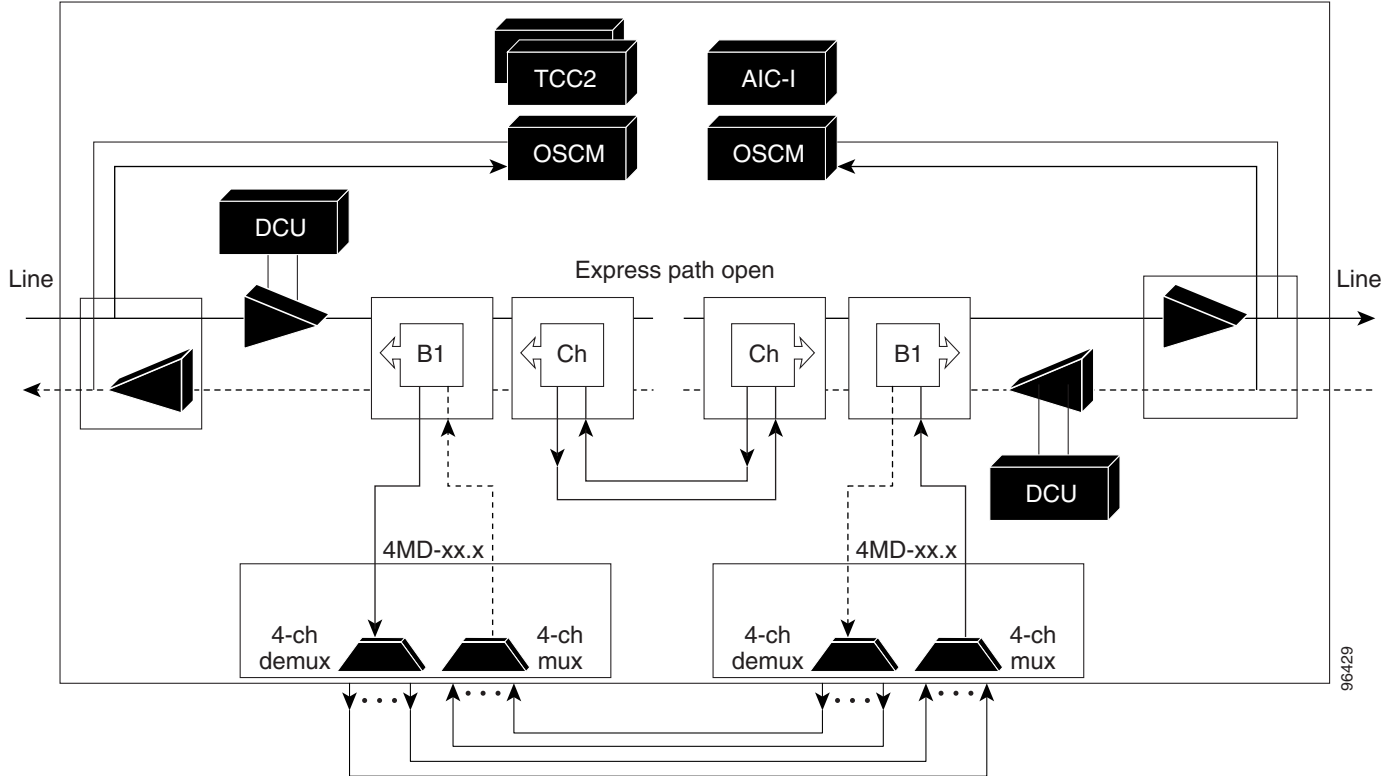 TCC2
AIC-I
OSCM
OSCM
DCU
Line
Express path open
Line
B1
Ch
Ch
B1
DCU
4MD-xx.x
4MD-xx.x
4-ch
demux
4-ch
mux
4-ch
demux
4-ch
mux
96429